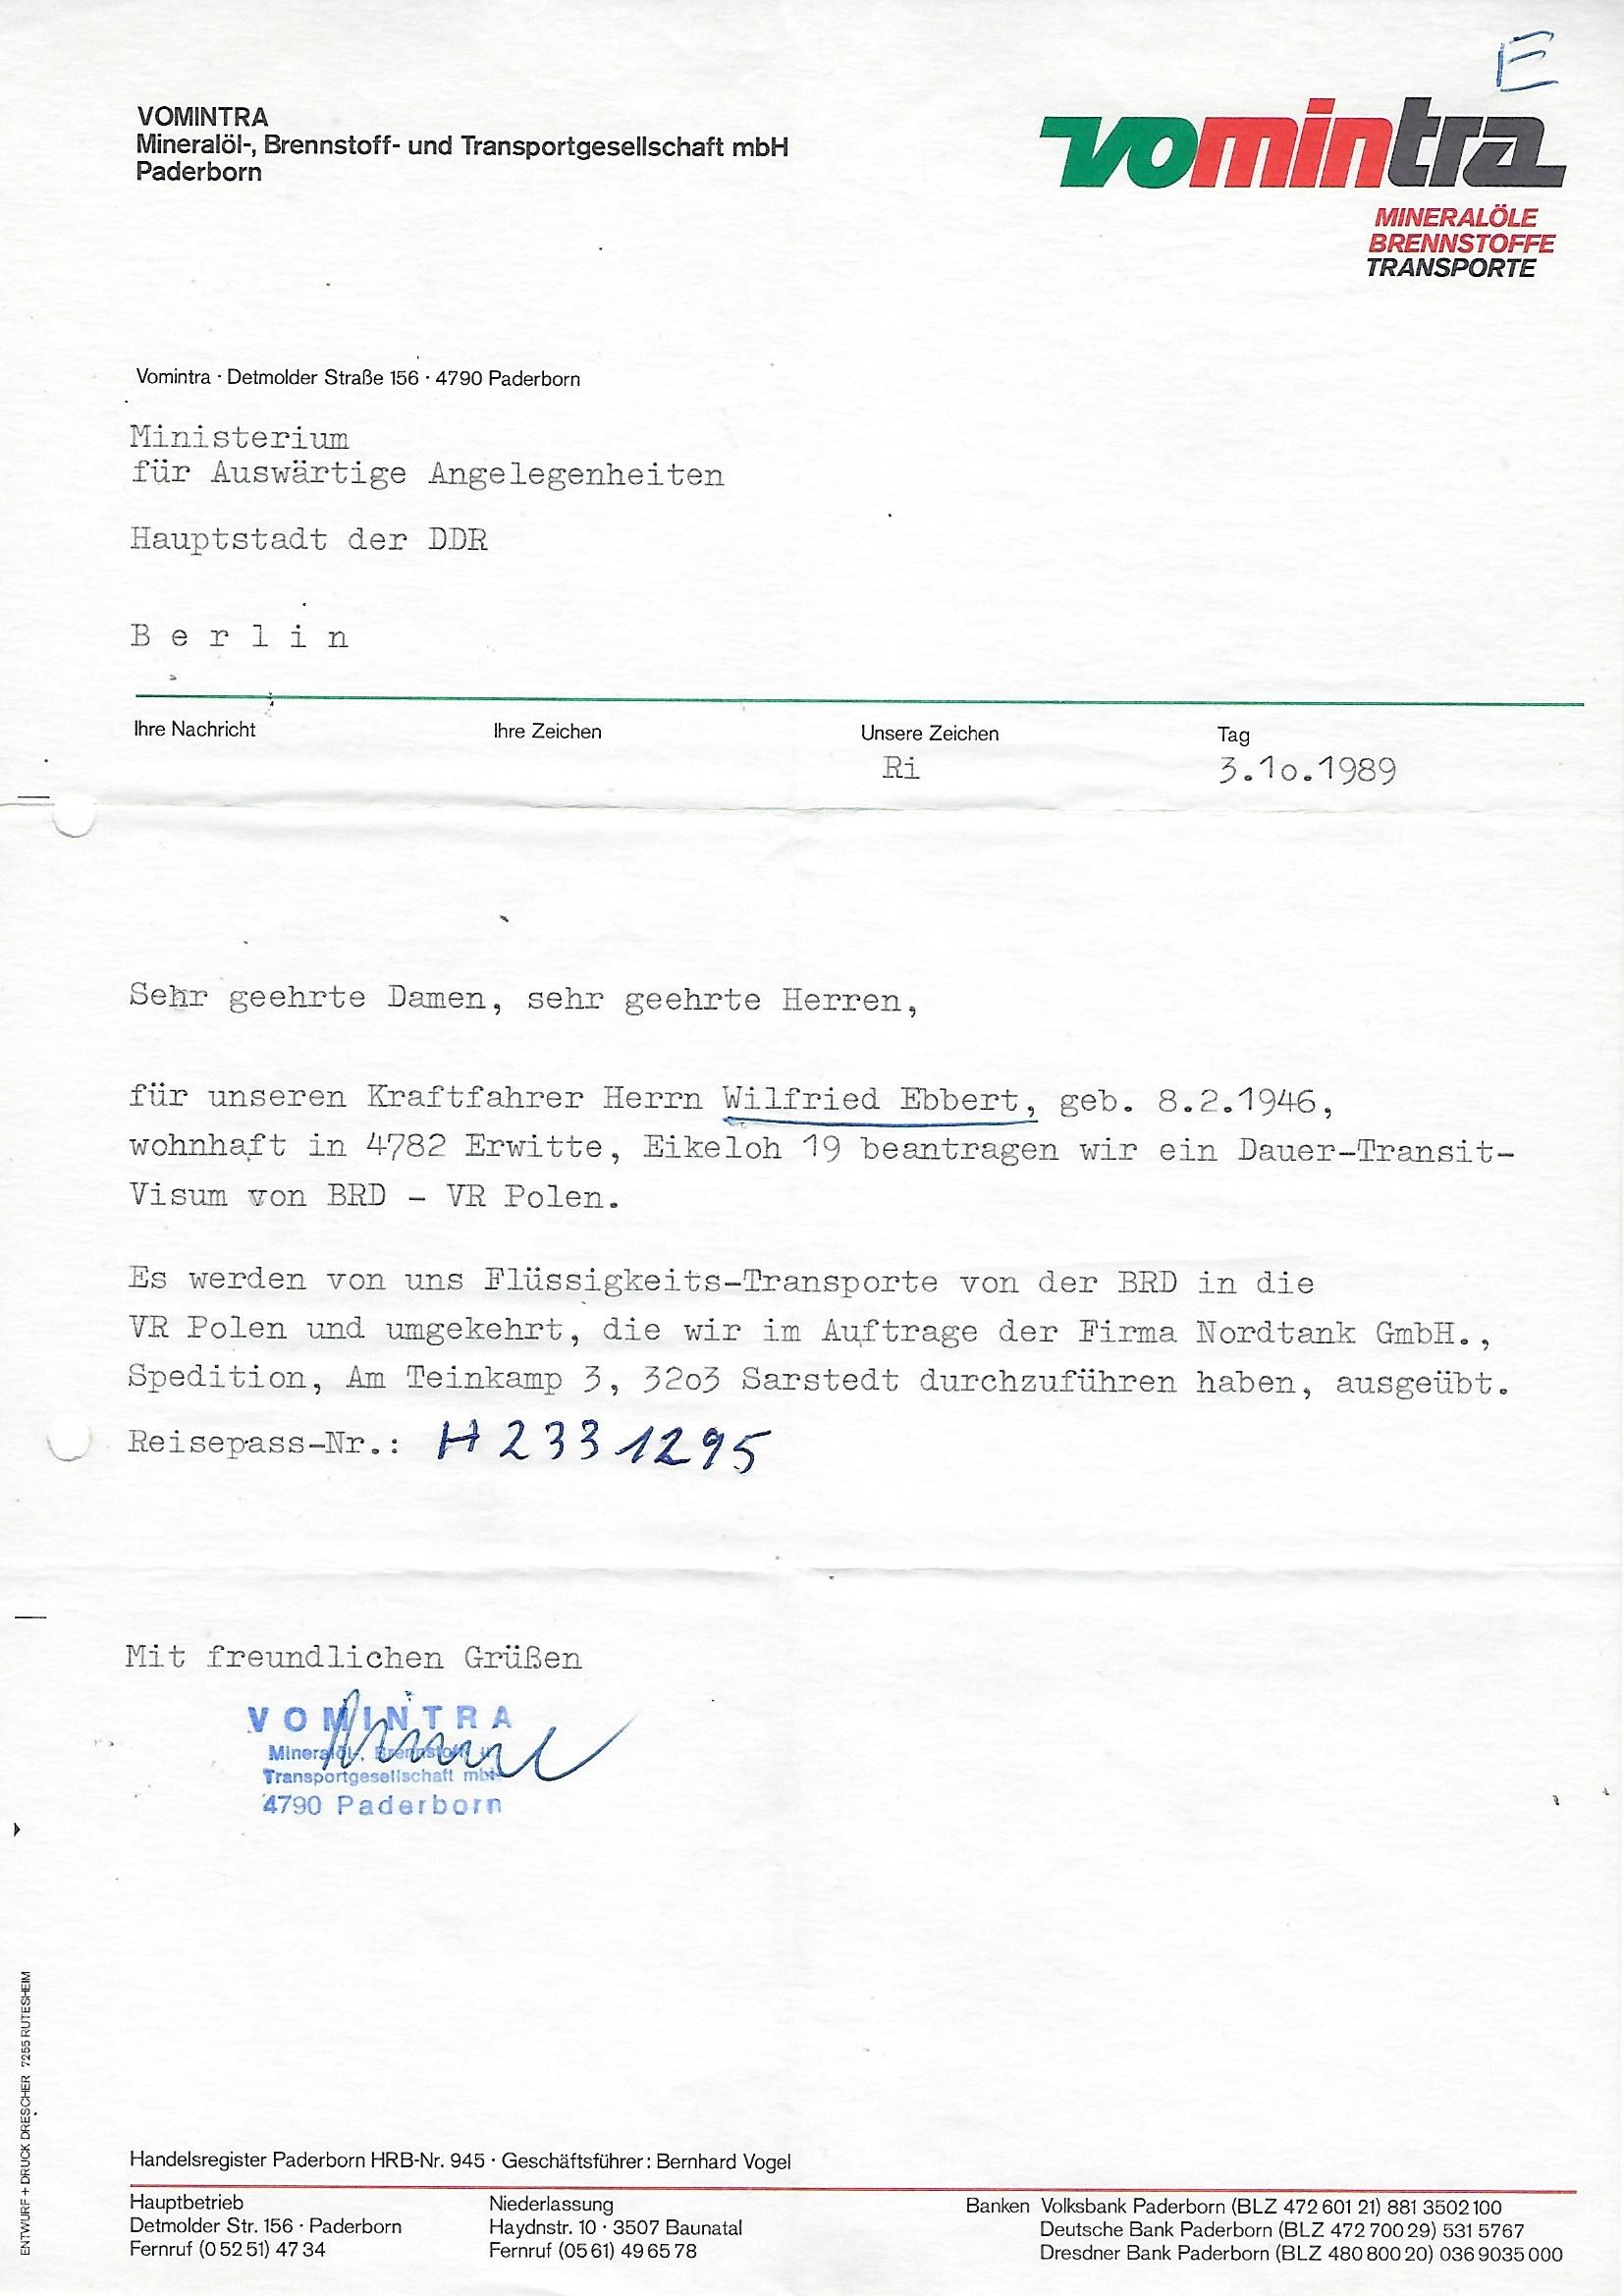 E
VOMINTRA
Mineralöl-, Brennstoff- und Transportgesellschaft mbH
Paderborn
vomintra
MINERALÖLE
BRENNSTOFFE
TRANSPORTE
Vomintra · Detmolder Straße 156 · 4790 Paderborn
Ministerium
für Auswärtige Angelegenheiten
Hauptstadt der DDR
B e r l i n
Ihre Nachricht Ihre Zeichen Unsere Zeichen Tag
Ri 3.1o.1989
Sehr geehrte Damen, sehr geehrte Herren,
für unseren Kraftfahrer Herrn Wilfried Ebbert, geb. 8.2.1946,
wohnhaft in 4782 Erwitte, Eikeloh 19 beantragen wir ein Dauer-Transit-
Visum von BRD - VR Polen.
Es werden von uns Flüssigkeits-Transporte von der BRD in die
VR Polen und umgekehrt, die wir im Auftrage der Firma Nordtank GmbH.,
Spedition, Am Teinkamp 3, 32o3 Sarstedt durchzuführen haben, ausgeübt.
Reisepass-Nr.: H 2331295
Mit freundlichen Grüßen
VOMINTRA
Mineralöl-, Brennstoff u.
Transportgesellschaft mbH
4790 Paderborn
ENTWURF + DRUCK DRESCHER 7255 RUTESHEIM
Handelsregister Paderborn HRB-Nr. 945 · Geschäftsführer: Bernhard Vogel
Hauptbetrieb
Detmolder Str. 156 · Paderborn
Fernruf (0 52 51) 47 34
Niederlassung
Haydnstr. 10 · 3507 Baunatal
Fernruf (05 61) 49 65 78
Banken Volksbank Paderborn (BLZ 472 601 21) 881 3502 100
Deutsche Bank Paderborn (BLZ 472 700 29) 531 5767
Dresdner Bank Paderborn (BLZ 480 800 20) 036 9035 000